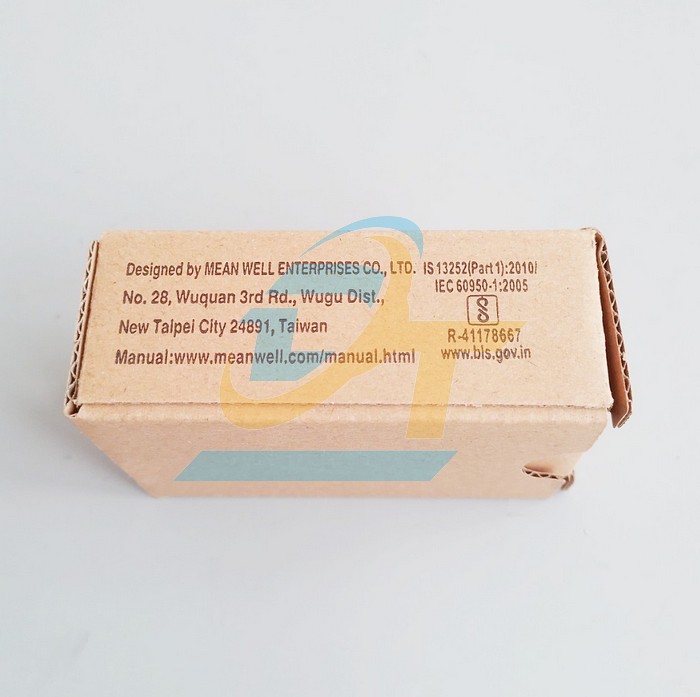 Designed by MEAN WELL ENTERPRISES CO., LTD.
No. 28, Wuquan 3rd Rd., Wugu Dist.,
New Taipei City 24891, Taiwan
Manual:www.meanwell.com/manual.html
IS 13252(Part 1):2010/
IEC 60950-1:2005
R-41178667
www.bis.gov.in